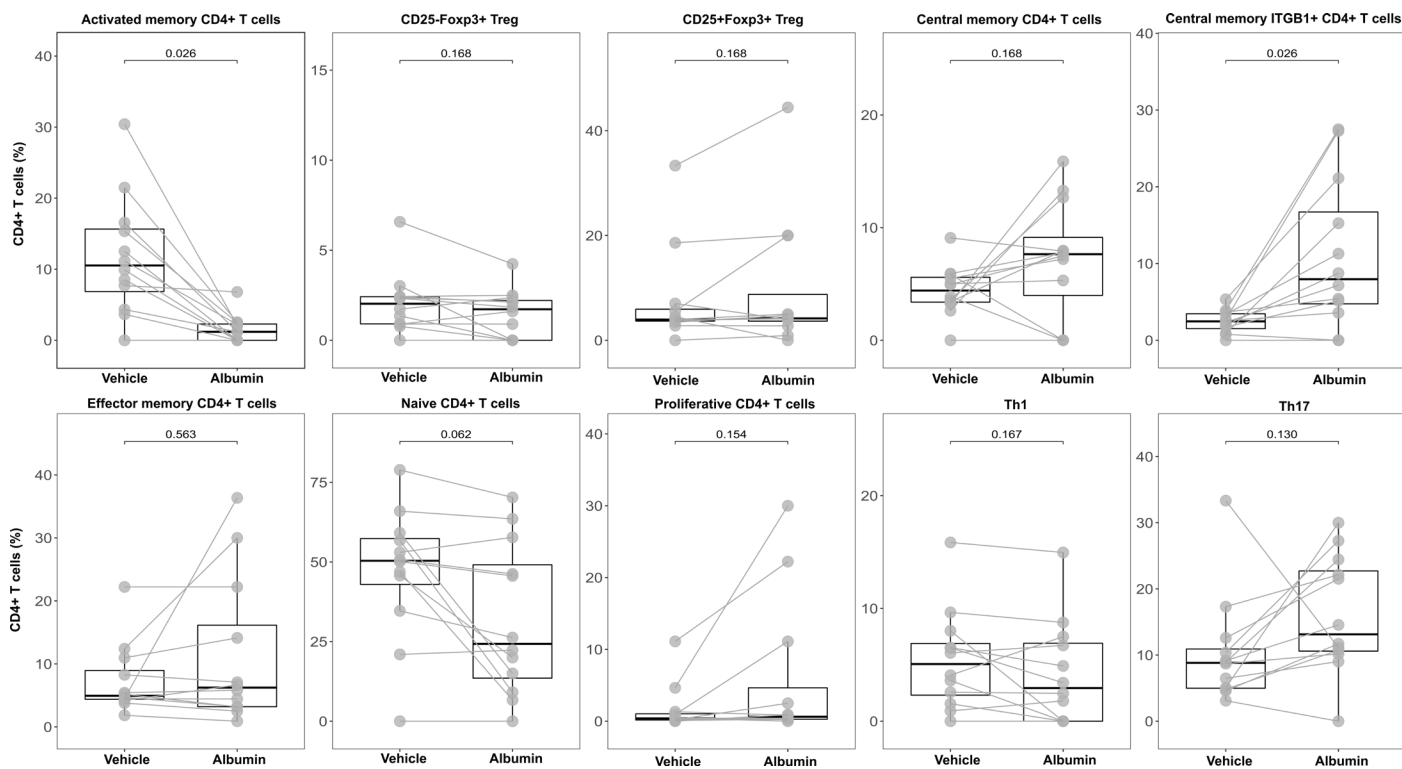 Activated memory CD4+ T cells
CD25-Foxp3+ Treg
CD25+Foxp3+ Treg
Central memory CD4+ T cells
Central memory ITGB1+ CD4+ T cells
CD4+ T cells (%)
40
30
20
10
0
0.026
Vehicle
Albumin
15
10
5
0
0.168
Vehicle
Albumin
40
20
0
0.168
Vehicle
Albumin
20
10
0
0.168
Vehicle
Albumin
40
30
20
10
0
0.026
Vehicle
Albumin
Effector memory CD4+ T cells
Naive CD4+ T cells
Proliferative CD4+ T cells
Th1
Th17
CD4+ T cells (%)
40
30
20
10
0
0.563
Vehicle
Albumin
75
50
25
0
0.062
Vehicle
Albumin
40
30
20
10
0
0.154
Vehicle
Albumin
20
10
0
0.167
Vehicle
Albumin
40
30
20
10
0
0.130
Vehicle
Albumin